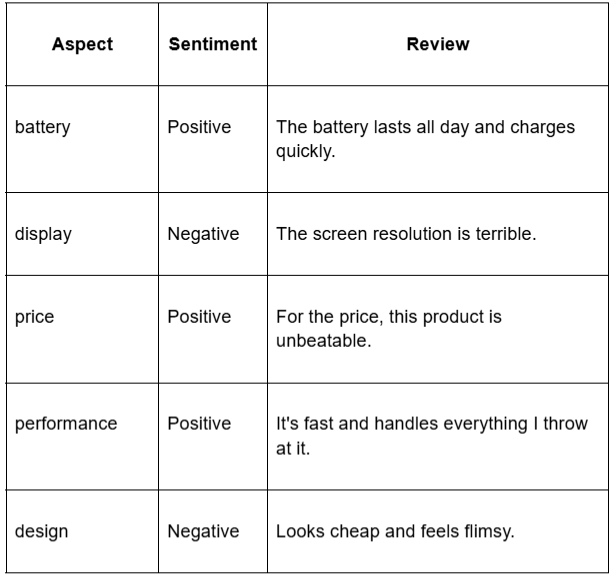 Aspect Sentiment Review
battery Positive The battery lasts all day and charges
quickly.
display Negative The screen resolution is terrible.
price Positive For the price, this product is
unbeatable.
performance Positive It's fast and handles everything I throw
at it.
design Negative Looks cheap and feels flimsy.